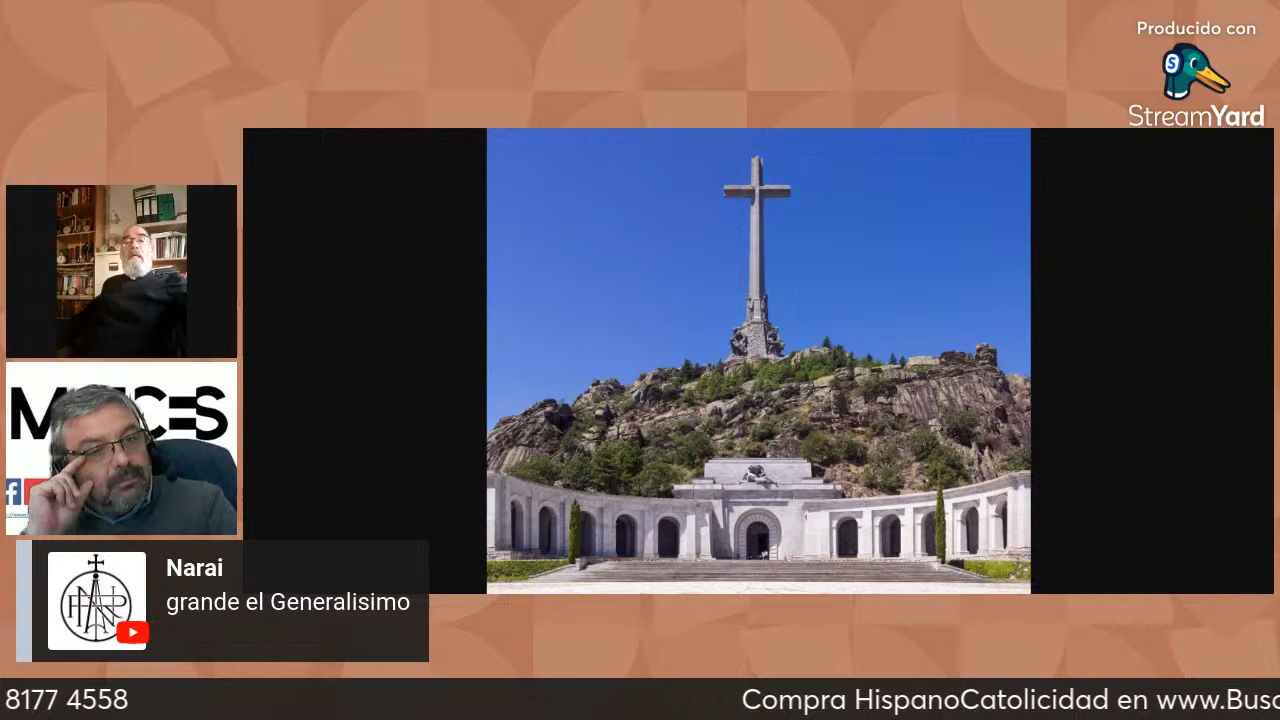 Producido con
StreamYard
Narai
grande el Generalisimo
8177 4558
Compra HispanoCatolicidad en www.Busc